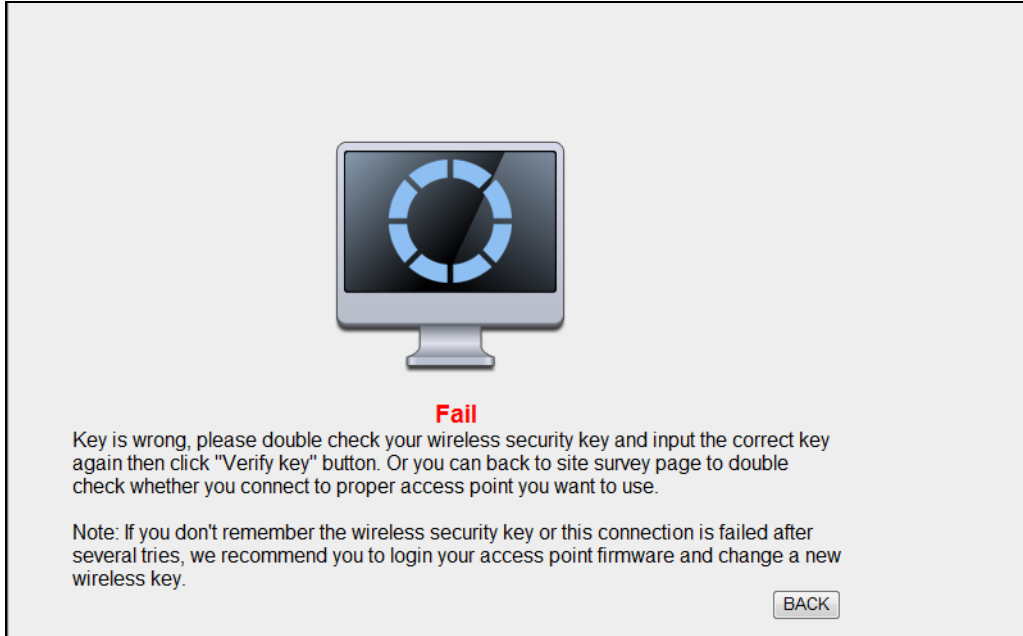 Fail
Key is wrong, please double check your wireless security key and input the correct key
again then click "Verify key" button. Or you can back to site survey page to double
check whether you connect to proper access point you want to use.
Note: If you don't remember the wireless security key or this connection is failed after
several tries, we recommend you to login your access point firmware and change a new
wireless key.
BACK